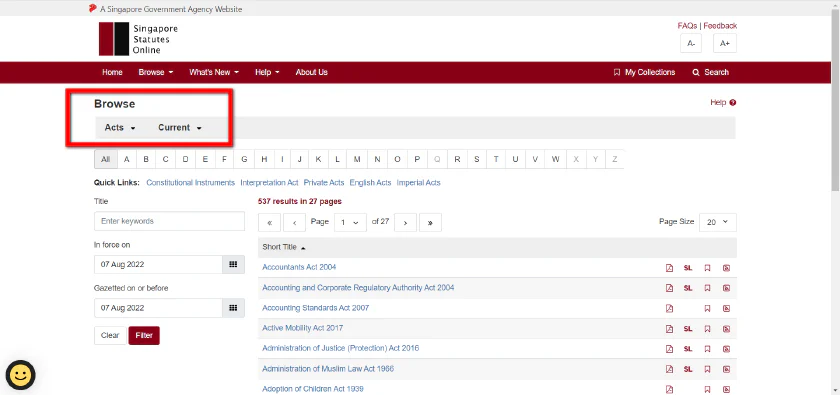 A Singapore Government Agency Website
Singapore
Statutes
Online
FAQs | Feedback
A- A+
Home Browse What's New Help About Us My Collections Search
Browse
Help
Acts Current
All A B C D E F G H I J K L M N O P Q R S T U V W X Y Z
Quick Links: Constitutional Instruments Interpretation Act Private Acts English Acts Imperial Acts
Title
Enter keywords
In force on
07 Aug 2022
Gazetted on or before
07 Aug 2022
Clear Filter
537 results in 27 pages
« ‹ Page 1 of 27 › » Page Size 20
Short Title
Accountants Act 2004 SL
Accounting and Corporate Regulatory Authority Act 2004 SL
Accounting Standards Act 2007
Active Mobility Act 2017 SL
Administration of Justice (Protection) Act 2016 SL
Administration of Muslim Law Act 1966 SL
Adoption of Children Act 1939